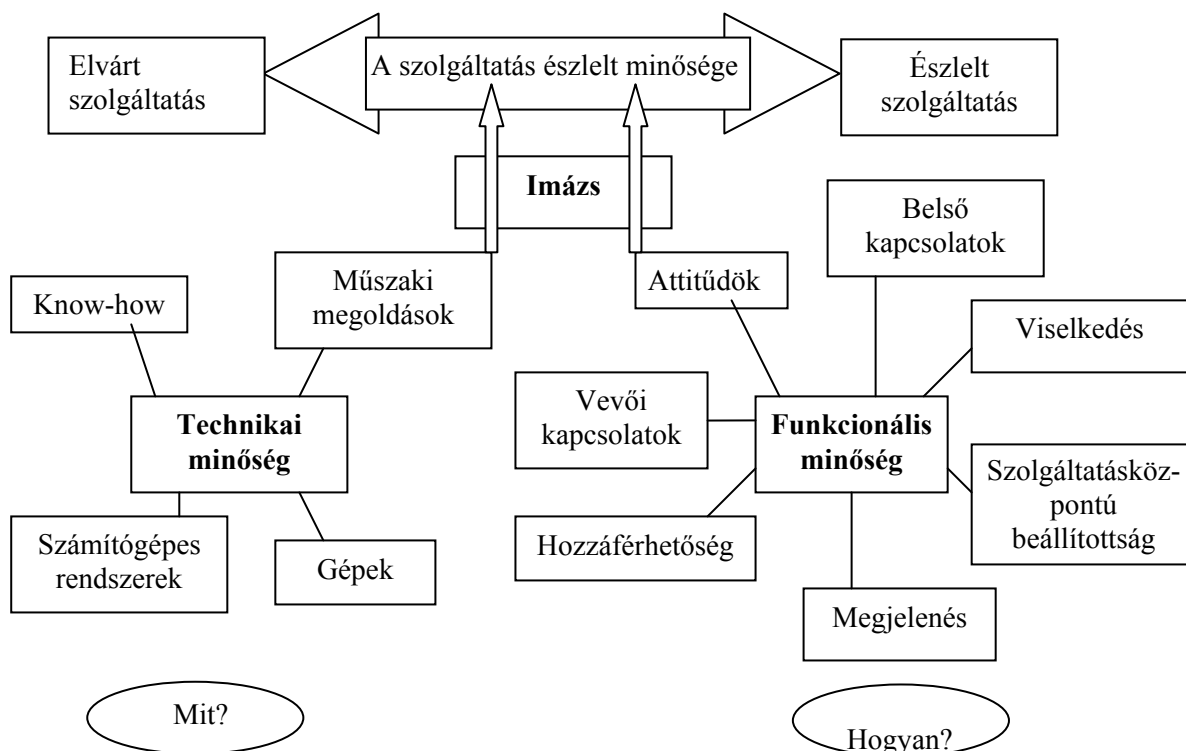 Elvárt
szolgáltatás
A szolgáltatás észlelt minősége
Észlelt
szolgáltatás
Imázs
Belső
kapcsolatok
Know-how
Műszaki
megoldások
Attitűdök
Viselkedés
Technikai
minőség
Vevői
kapcsolatok
Funkcionális
minőség
Szolgáltatásköz-
pontú
beállítottság
Számítógépes
rendszerek
Gépek
Hozzáférhetőség
Megjelenés
Mit?
Hogyan?